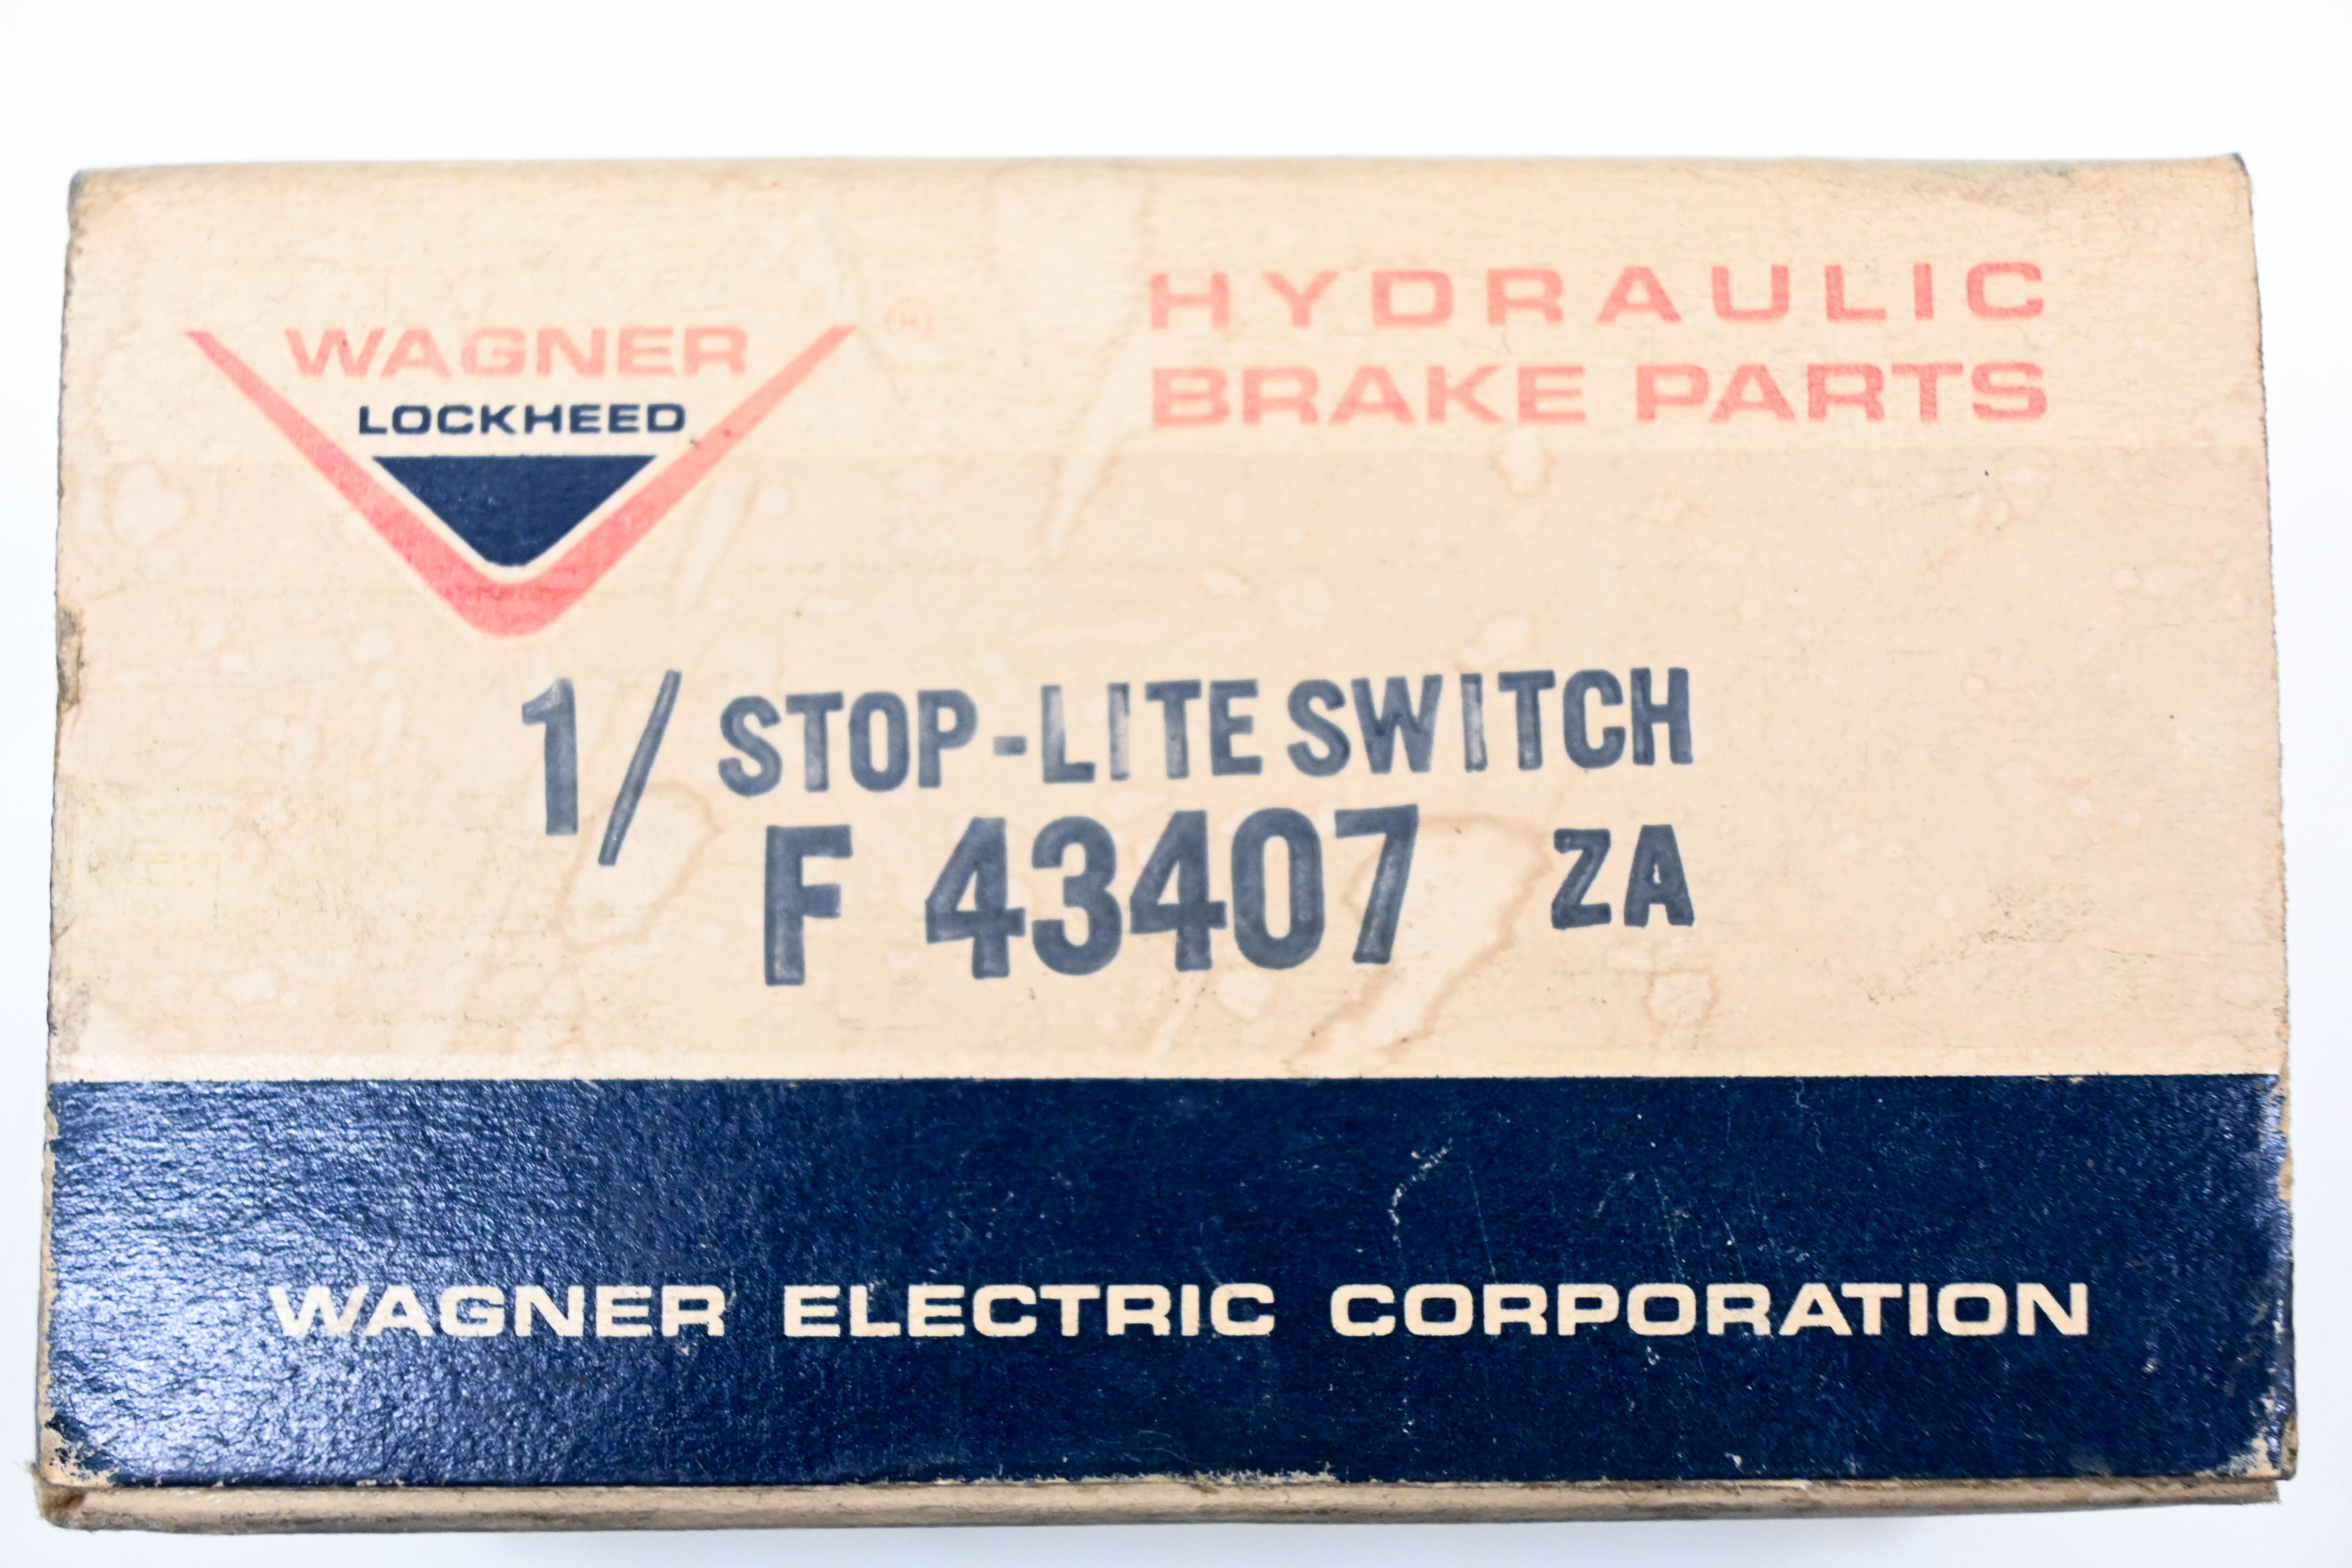 WAGNER ®
LOCKHEED
HYDRAULIC
BRAKE PARTS
1/ STOP-LITE SWITCH
F 43407 ZA
WAGNER ELECTRIC CORPORATION